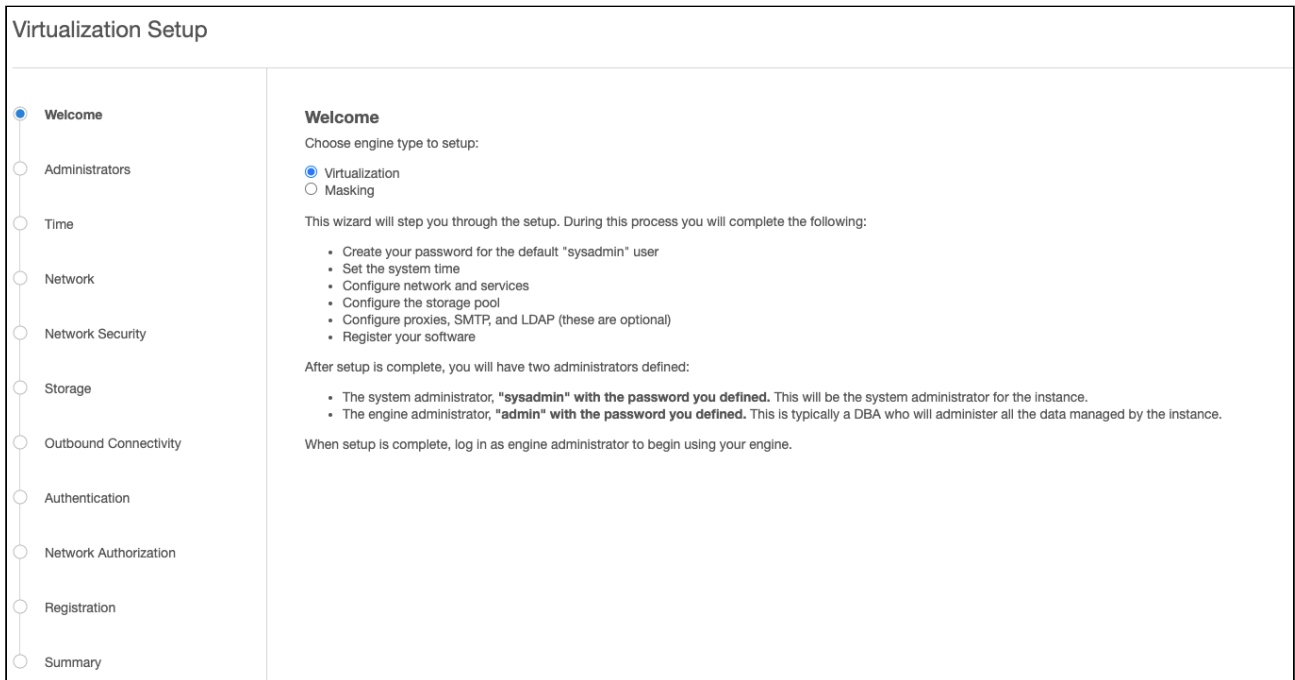 Virtualization Setup
Welcome
Administrators
Time
Network
Network Security
Storage
Outbound Connectivity
Authentication
Network Authorization
Registration
Summary
Welcome
Choose engine type to setup:
Virtualization
Masking
This wizard will step you through the setup. During this process you will complete the following:
• Create your password for the default "sysadmin" user
• Set the system time
• Configure network and services
• Configure the storage pool
• Configure proxies, SMTP, and LDAP (these are optional)
• Register your software
After setup is complete, you will have two administrators defined:
• The system administrator, "sysadmin" with the password you defined. This will be the system administrator for the instance.
• The engine administrator, "admin" with the password you defined. This is typically a DBA who will administer all the data managed by the instance.
When setup is complete, log in as engine administrator to begin using your engine.